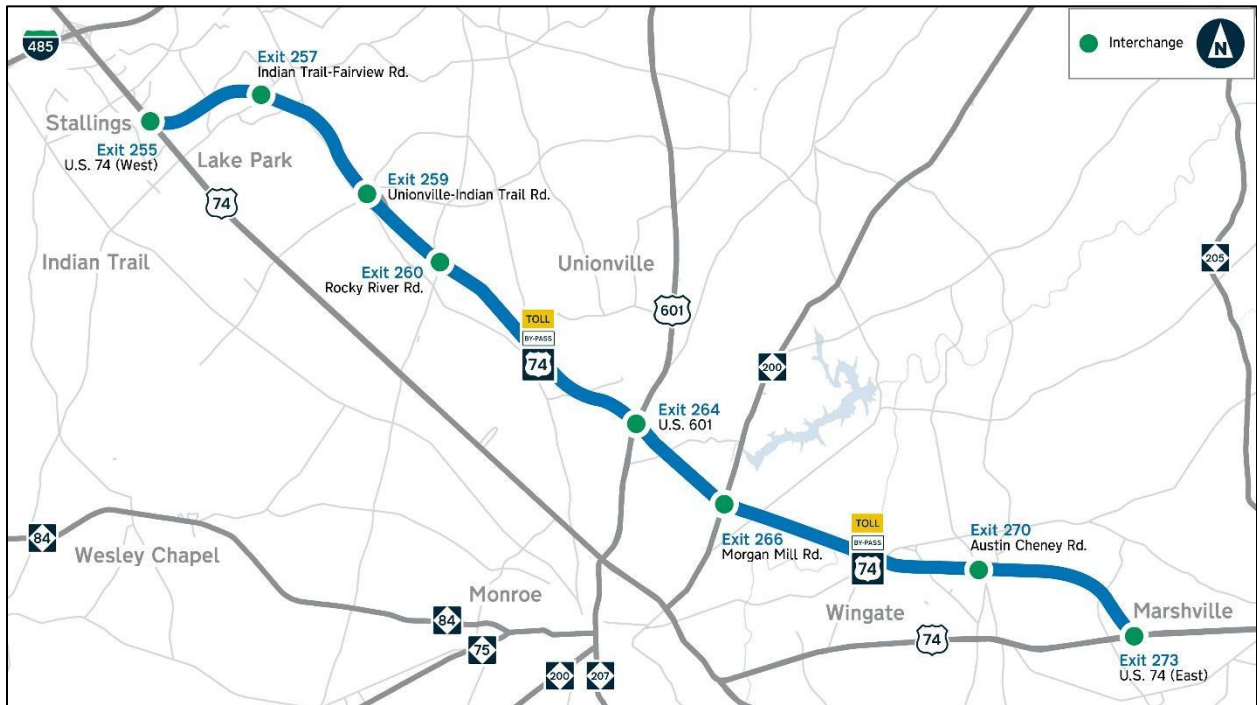 485
Interchange
N
Exit 257
Indian Trail-Fairview Rd.
Stallings
Exit 255
U.S. 74 (West)
Lake Park
Exit 259
Unionville-Indian Trail Rd.
74
Indian Trail
Unionville
205
Exit 260
Rocky River Rd.
601
TOLL
BY-PASS
74
200
Exit 264
U.S. 601
Exit 266
Morgan Mill Rd.
TOLL
BY-PASS
74
Exit 270
Austin Cheney Rd.
84
Wesley Chapel
Monroe
84
75
200
207
Wingate
74
Marshville
Exit 273
U.S. 74 (East)